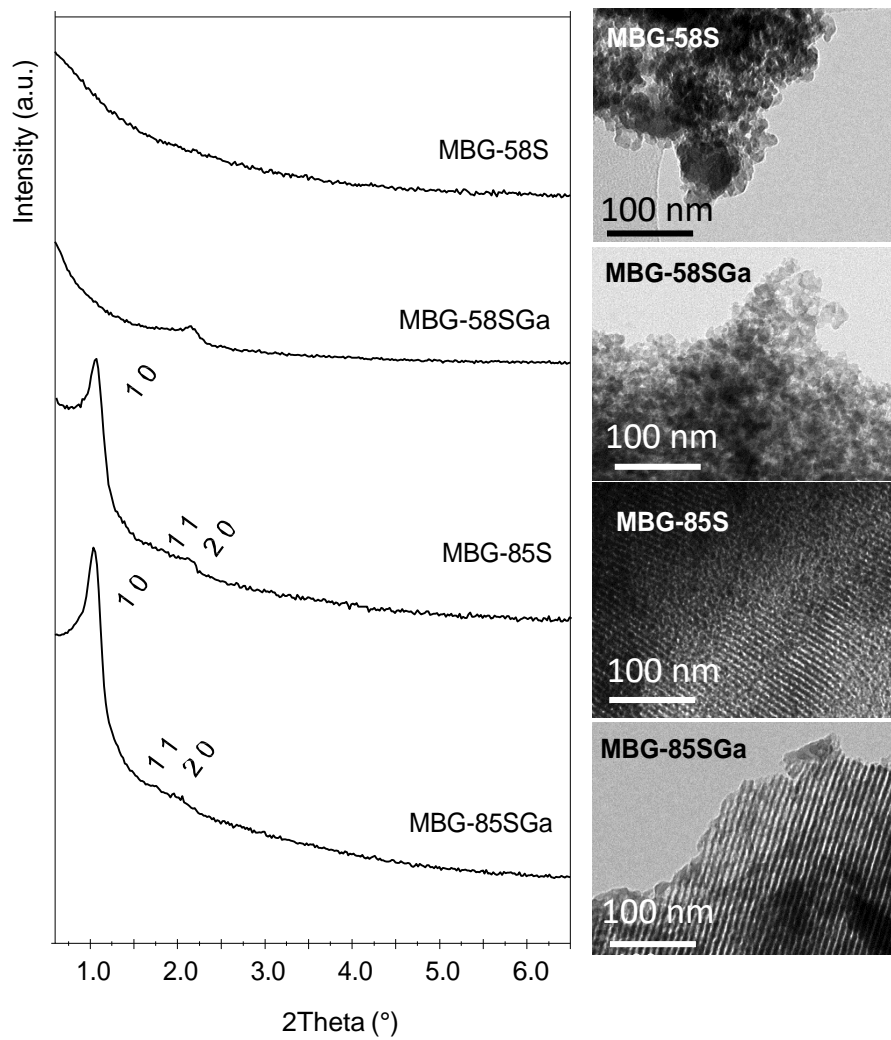 Intensity (a.u.)
MBG-58S
MBG-58SGa
10
11
20
MBG-85S
10
11
20
MBG-85SGa
1.0 2.0 3.0 4.0 5.0 6.0
2Theta (°)
MBG-58S
100 nm
MBG-58SGa
100 nm
MBG-85S
100 nm
MBG-85SGa
100 nm